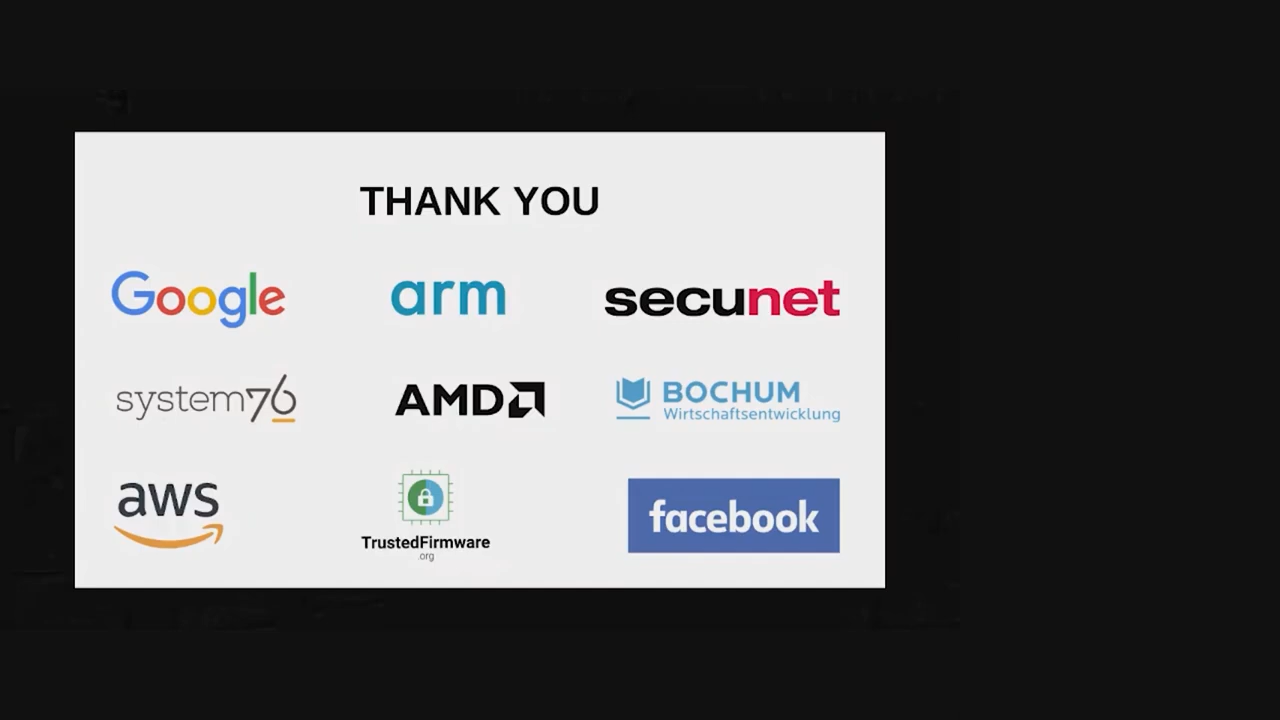 THANK YOU
Google
arm
secunet
system76
AMD
BOCHUM
Wirtschaftsentwicklung
aws
TrustedFirmware
.org
facebook